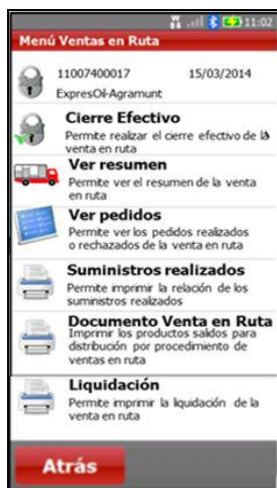 11:02
Menú Ventas en Ruta
11007400017 15/03/2014
ExpresOil-Agramunt
Cierre Efectivo
Permite realizar el cierre efectivo de la
venta en ruta
Ver resumen
Permite ver el resumen de la venta
en ruta
Ver pedidos
Permite ver los pedidos realizados
o rechazados de la venta en ruta
Suministros realizados
Permite imprimir la relación de los
suministros realizados
Documento Venta en Ruta
Imprimir los productos salidos para
distribución por procedimiento de
ventas en ruta
Liquidación
Permite imprimir la liquidación de la
venta en ruta
Atrás